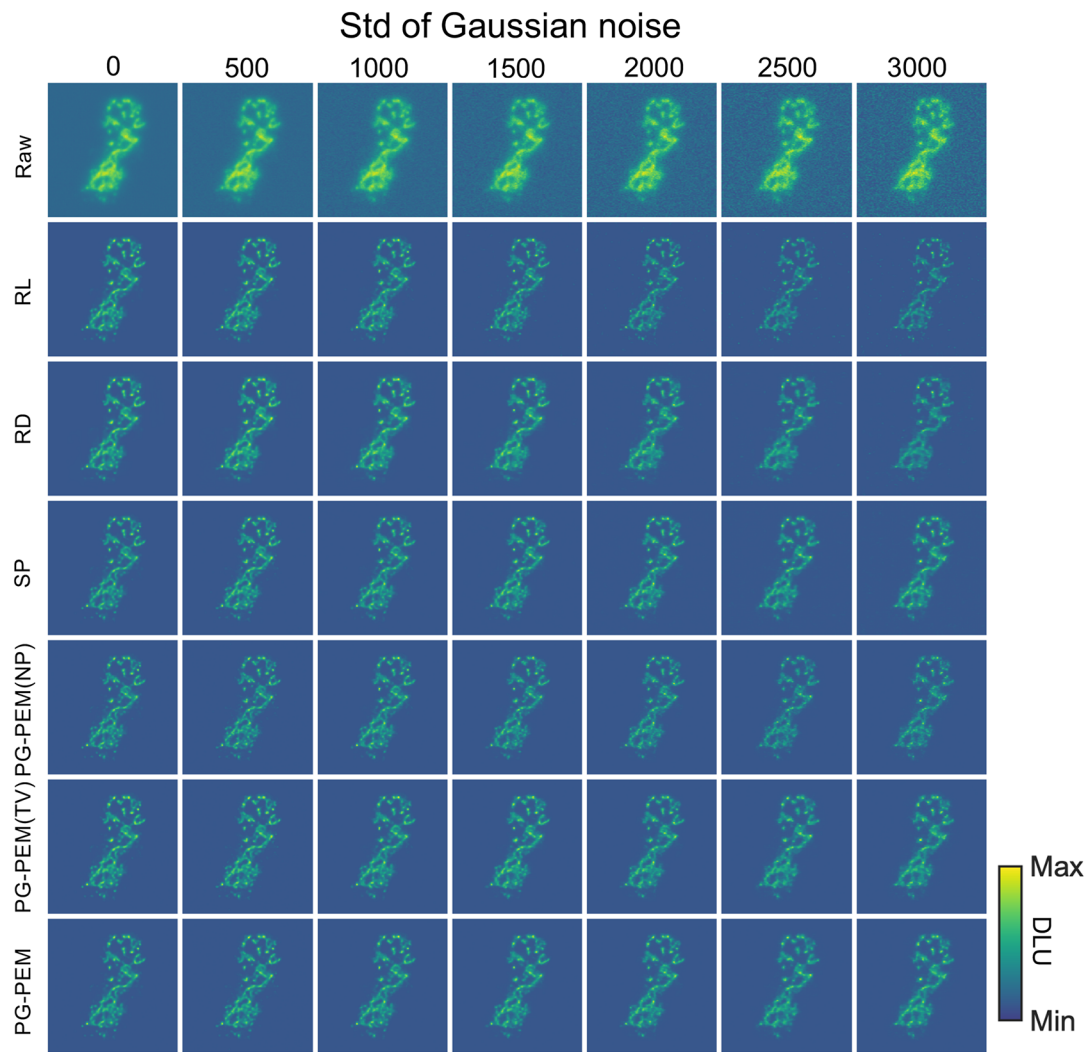 Std of Gaussian noise
0 500 1000 1500 2000 2500 3000
Raw
RL
RD
SP
PG-PEM(NP)
PG-PEM(TV)
PG-PEM
Max
DLU
Min